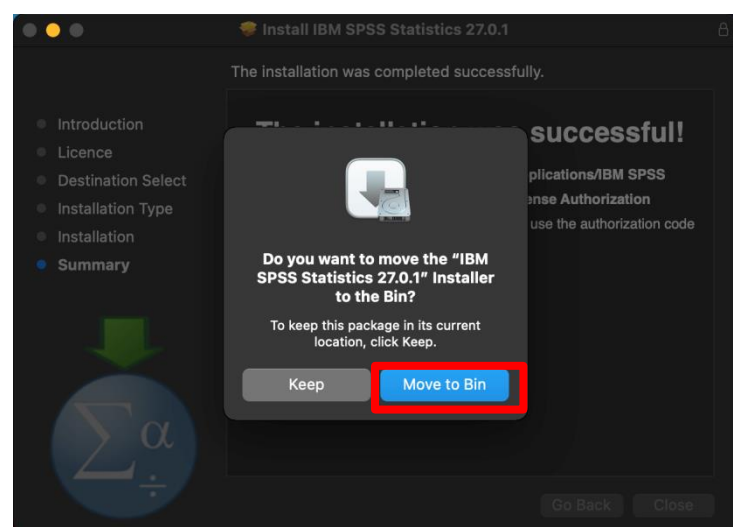 Install IBM SPSS Statistics 27.0.1
The installation was completed successfully.
Introduction
Licence
Destination Select
Installation Type
Installation
Summary
successful!
plications/IBM SPSS
ense Authorization
use the authorization code
Do you want to move the “IBM
SPSS Statistics 27.0.1” Installer
to the Bin?
To keep this package in its current
location, click Keep.
Keep
Move to Bin
Σα
÷
Go Back
Close